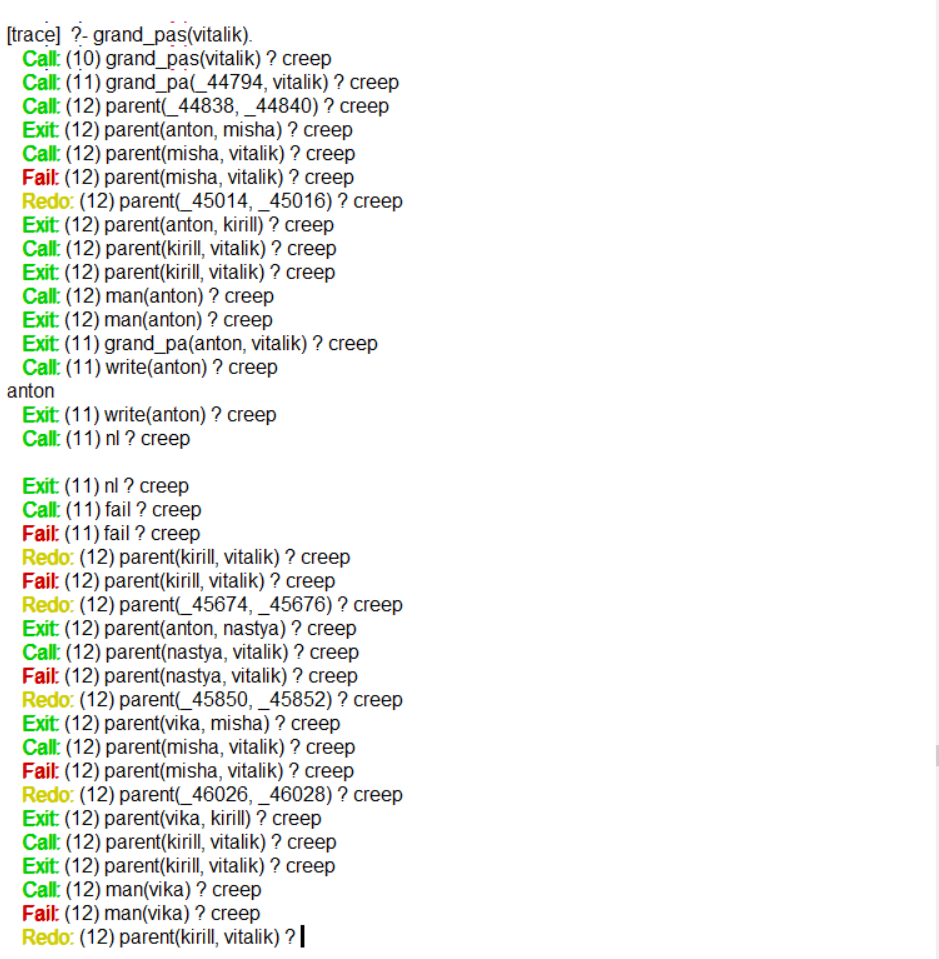 [trace]  ?- grand_pas(vitalik).
Call: (10) grand_pas(vitalik) ? creep
Call: (11) grand_pa(_44794, vitalik) ? creep
Call: (12) parent(_44838, _44840) ? creep
Exit: (12) parent(anton, misha) ? creep
Call: (12) parent(misha, vitalik) ? creep
Fail: (12) parent(misha, vitalik) ? creep
Redo: (12) parent(_45014, _45016) ? creep
Exit: (12) parent(anton, kirill) ? creep
Call: (12) parent(kirill, vitalik) ? creep
Exit: (12) parent(kirill, vitalik) ? creep
Call: (12) man(anton) ? creep
Exit: (12) man(anton) ? creep
Exit: (11) grand_pa(anton, vitalik) ? creep
Call: (11) write(anton) ? creep
anton
Exit: (11) write(anton) ? creep
Call: (11) nl ? creep
Exit: (11) nl ? creep
Call: (11) fail ? creep
Fail: (11) fail ? creep
Redo: (12) parent(kirill, vitalik) ? creep
Fail: (12) parent(kirill, vitalik) ? creep
Redo: (12) parent(_45674, _45676) ? creep
Exit: (12) parent(anton, nastya) ? creep
Call: (12) parent(nastya, vitalik) ? creep
Fail: (12) parent(nastya, vitalik) ? creep
Redo: (12) parent(_45850, _45852) ? creep
Exit: (12) parent(vika, misha) ? creep
Call: (12) parent(misha, vitalik) ? creep
Fail: (12) parent(misha, vitalik) ? creep
Redo: (12) parent(_46026, _46028) ? creep
Exit: (12) parent(vika, kirill) ? creep
Call: (12) parent(kirill, vitalik) ? creep
Exit: (12) parent(kirill, vitalik) ? creep
Call: (12) man(vika) ? creep
Fail: (12) man(vika) ? creep
Redo: (12) parent(kirill, vitalik) ?